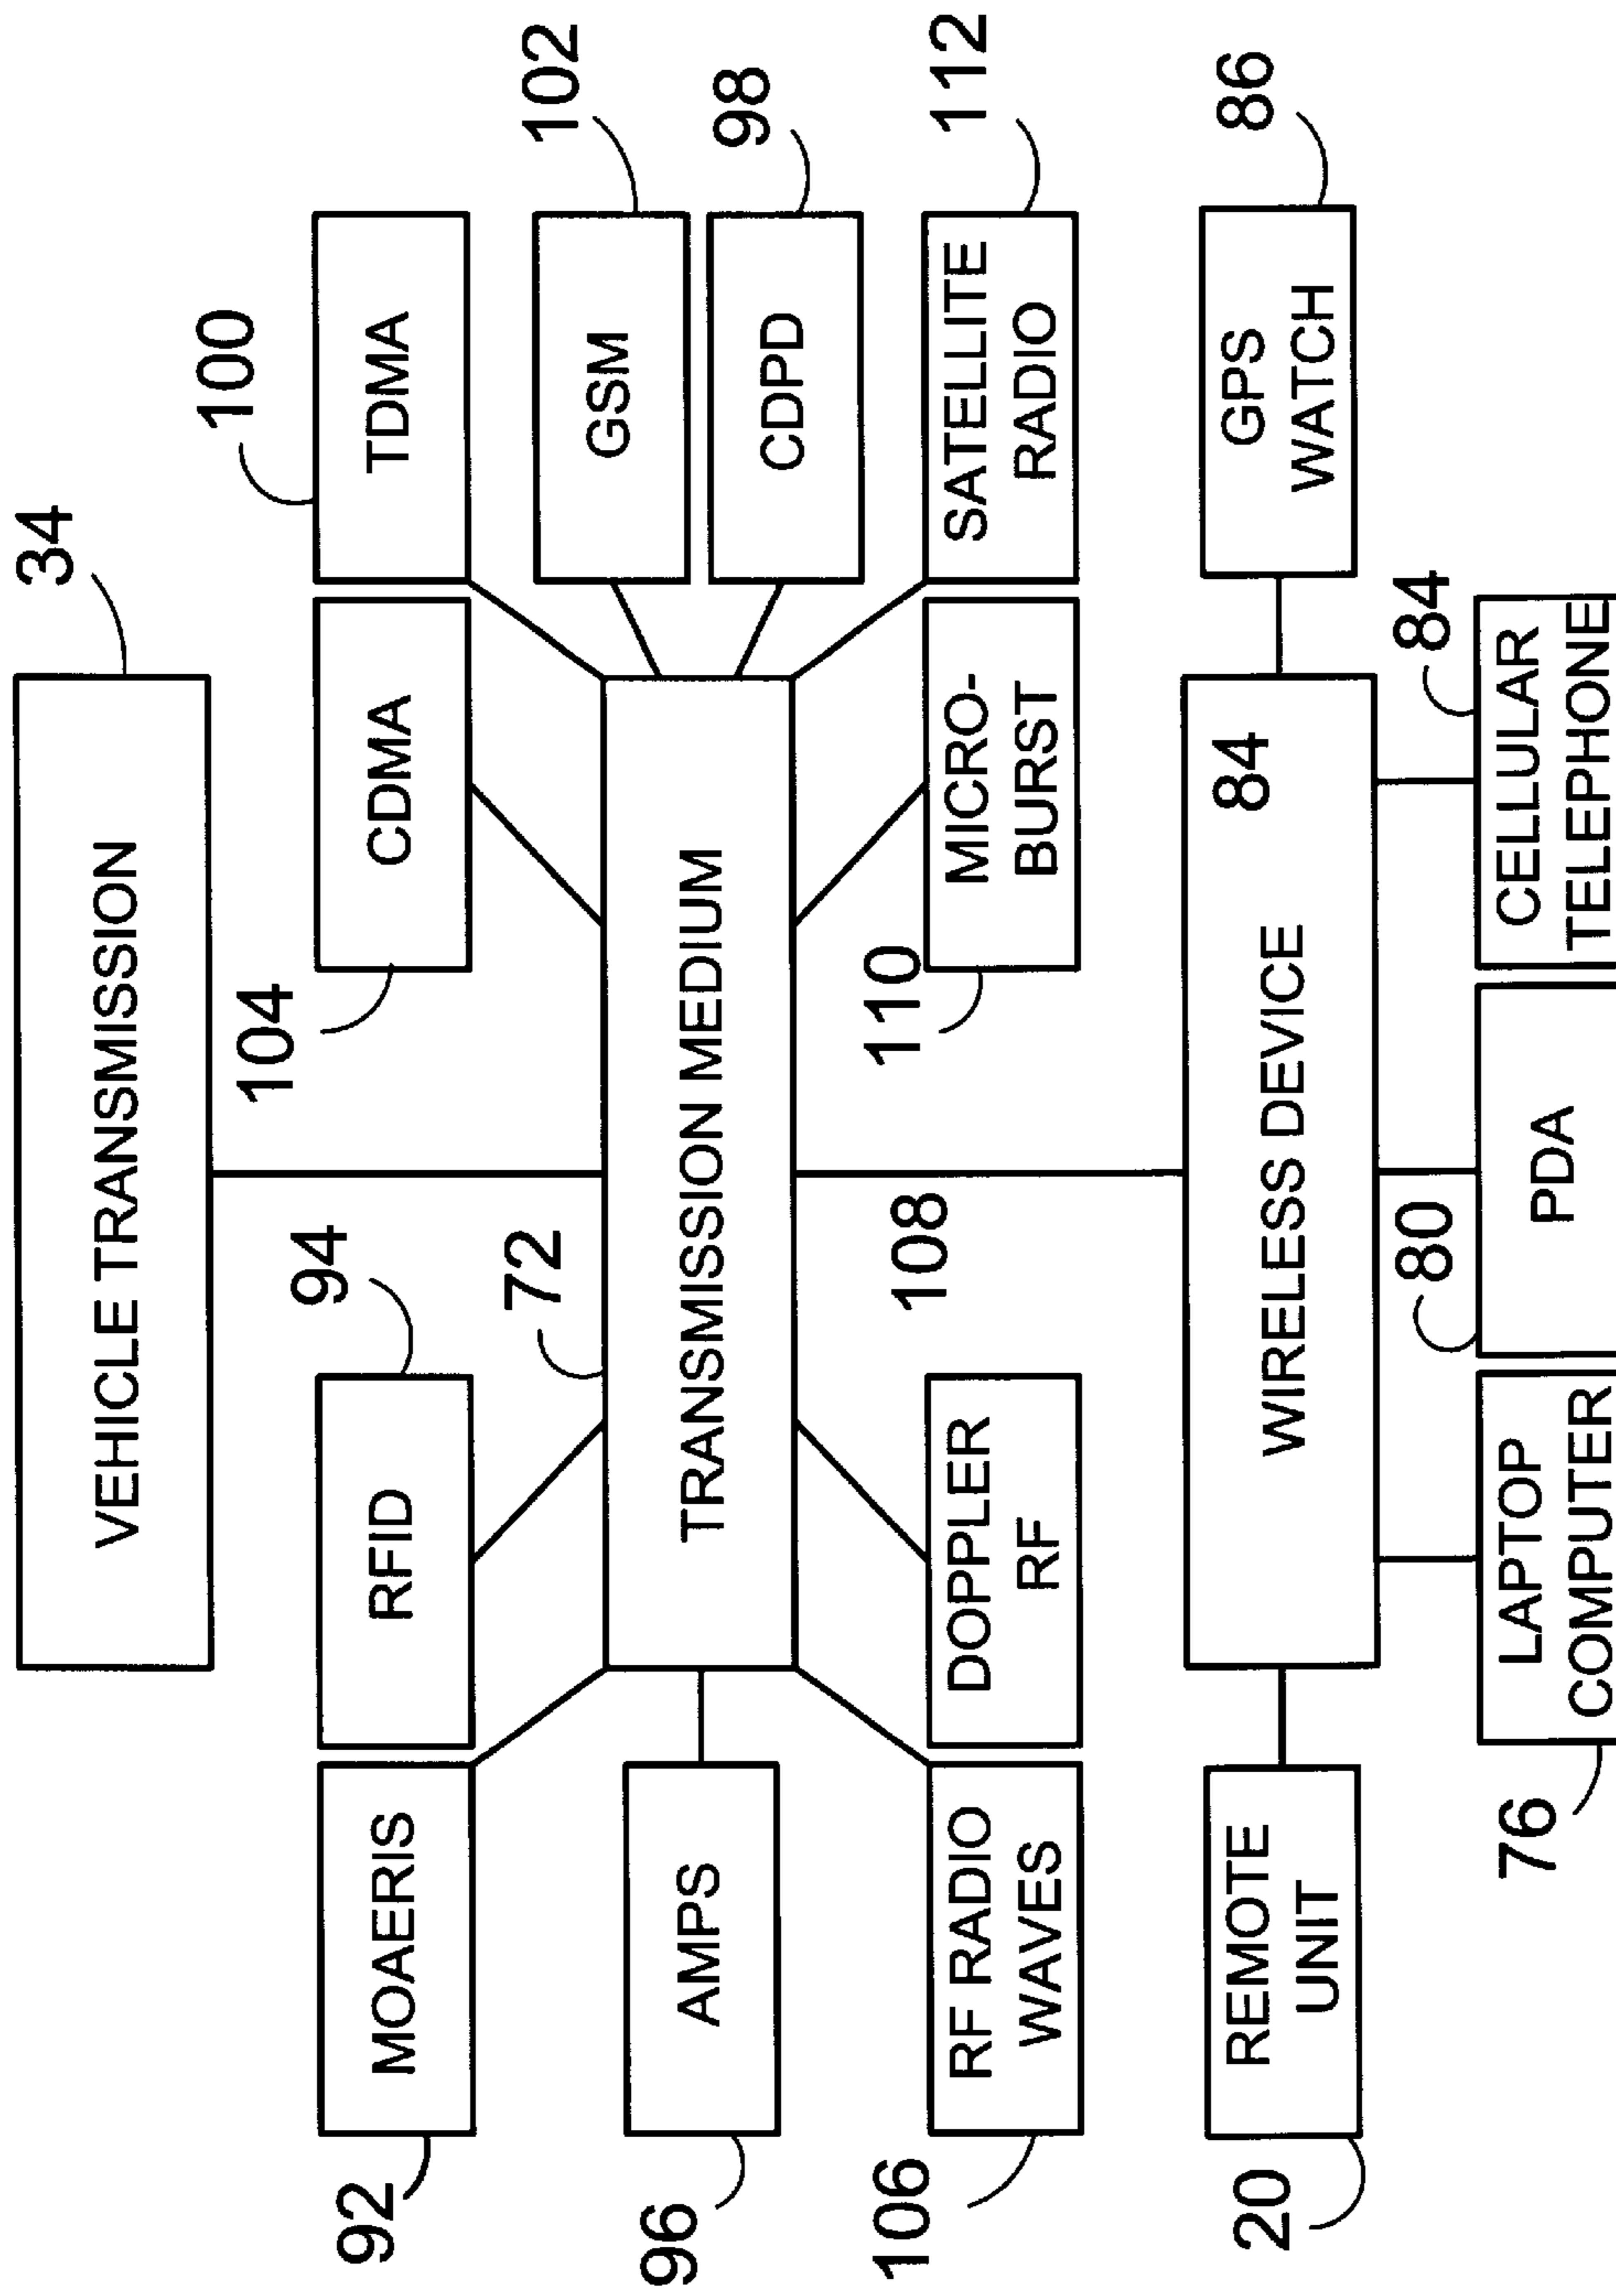 34
VEHICLE TRANSMISSION
100
94
104
92
MOAERIS
RFID
CDMA
TDMA
102
72
GSM
96
AMPS
TRANSMISSION MEDIUM
98
CDPD
108
110
106
RF RADIO
WAVES
DOPPLER
RF
MICRO-
BURST
SATELLITE
RADIO
112
20
REMOTE
UNIT
WIRELESS DEVICE
84
GPS
WATCH
86
80
84
76
LAPTOP
COMPUTER
PDA
CELLULAR
TELEPHONE